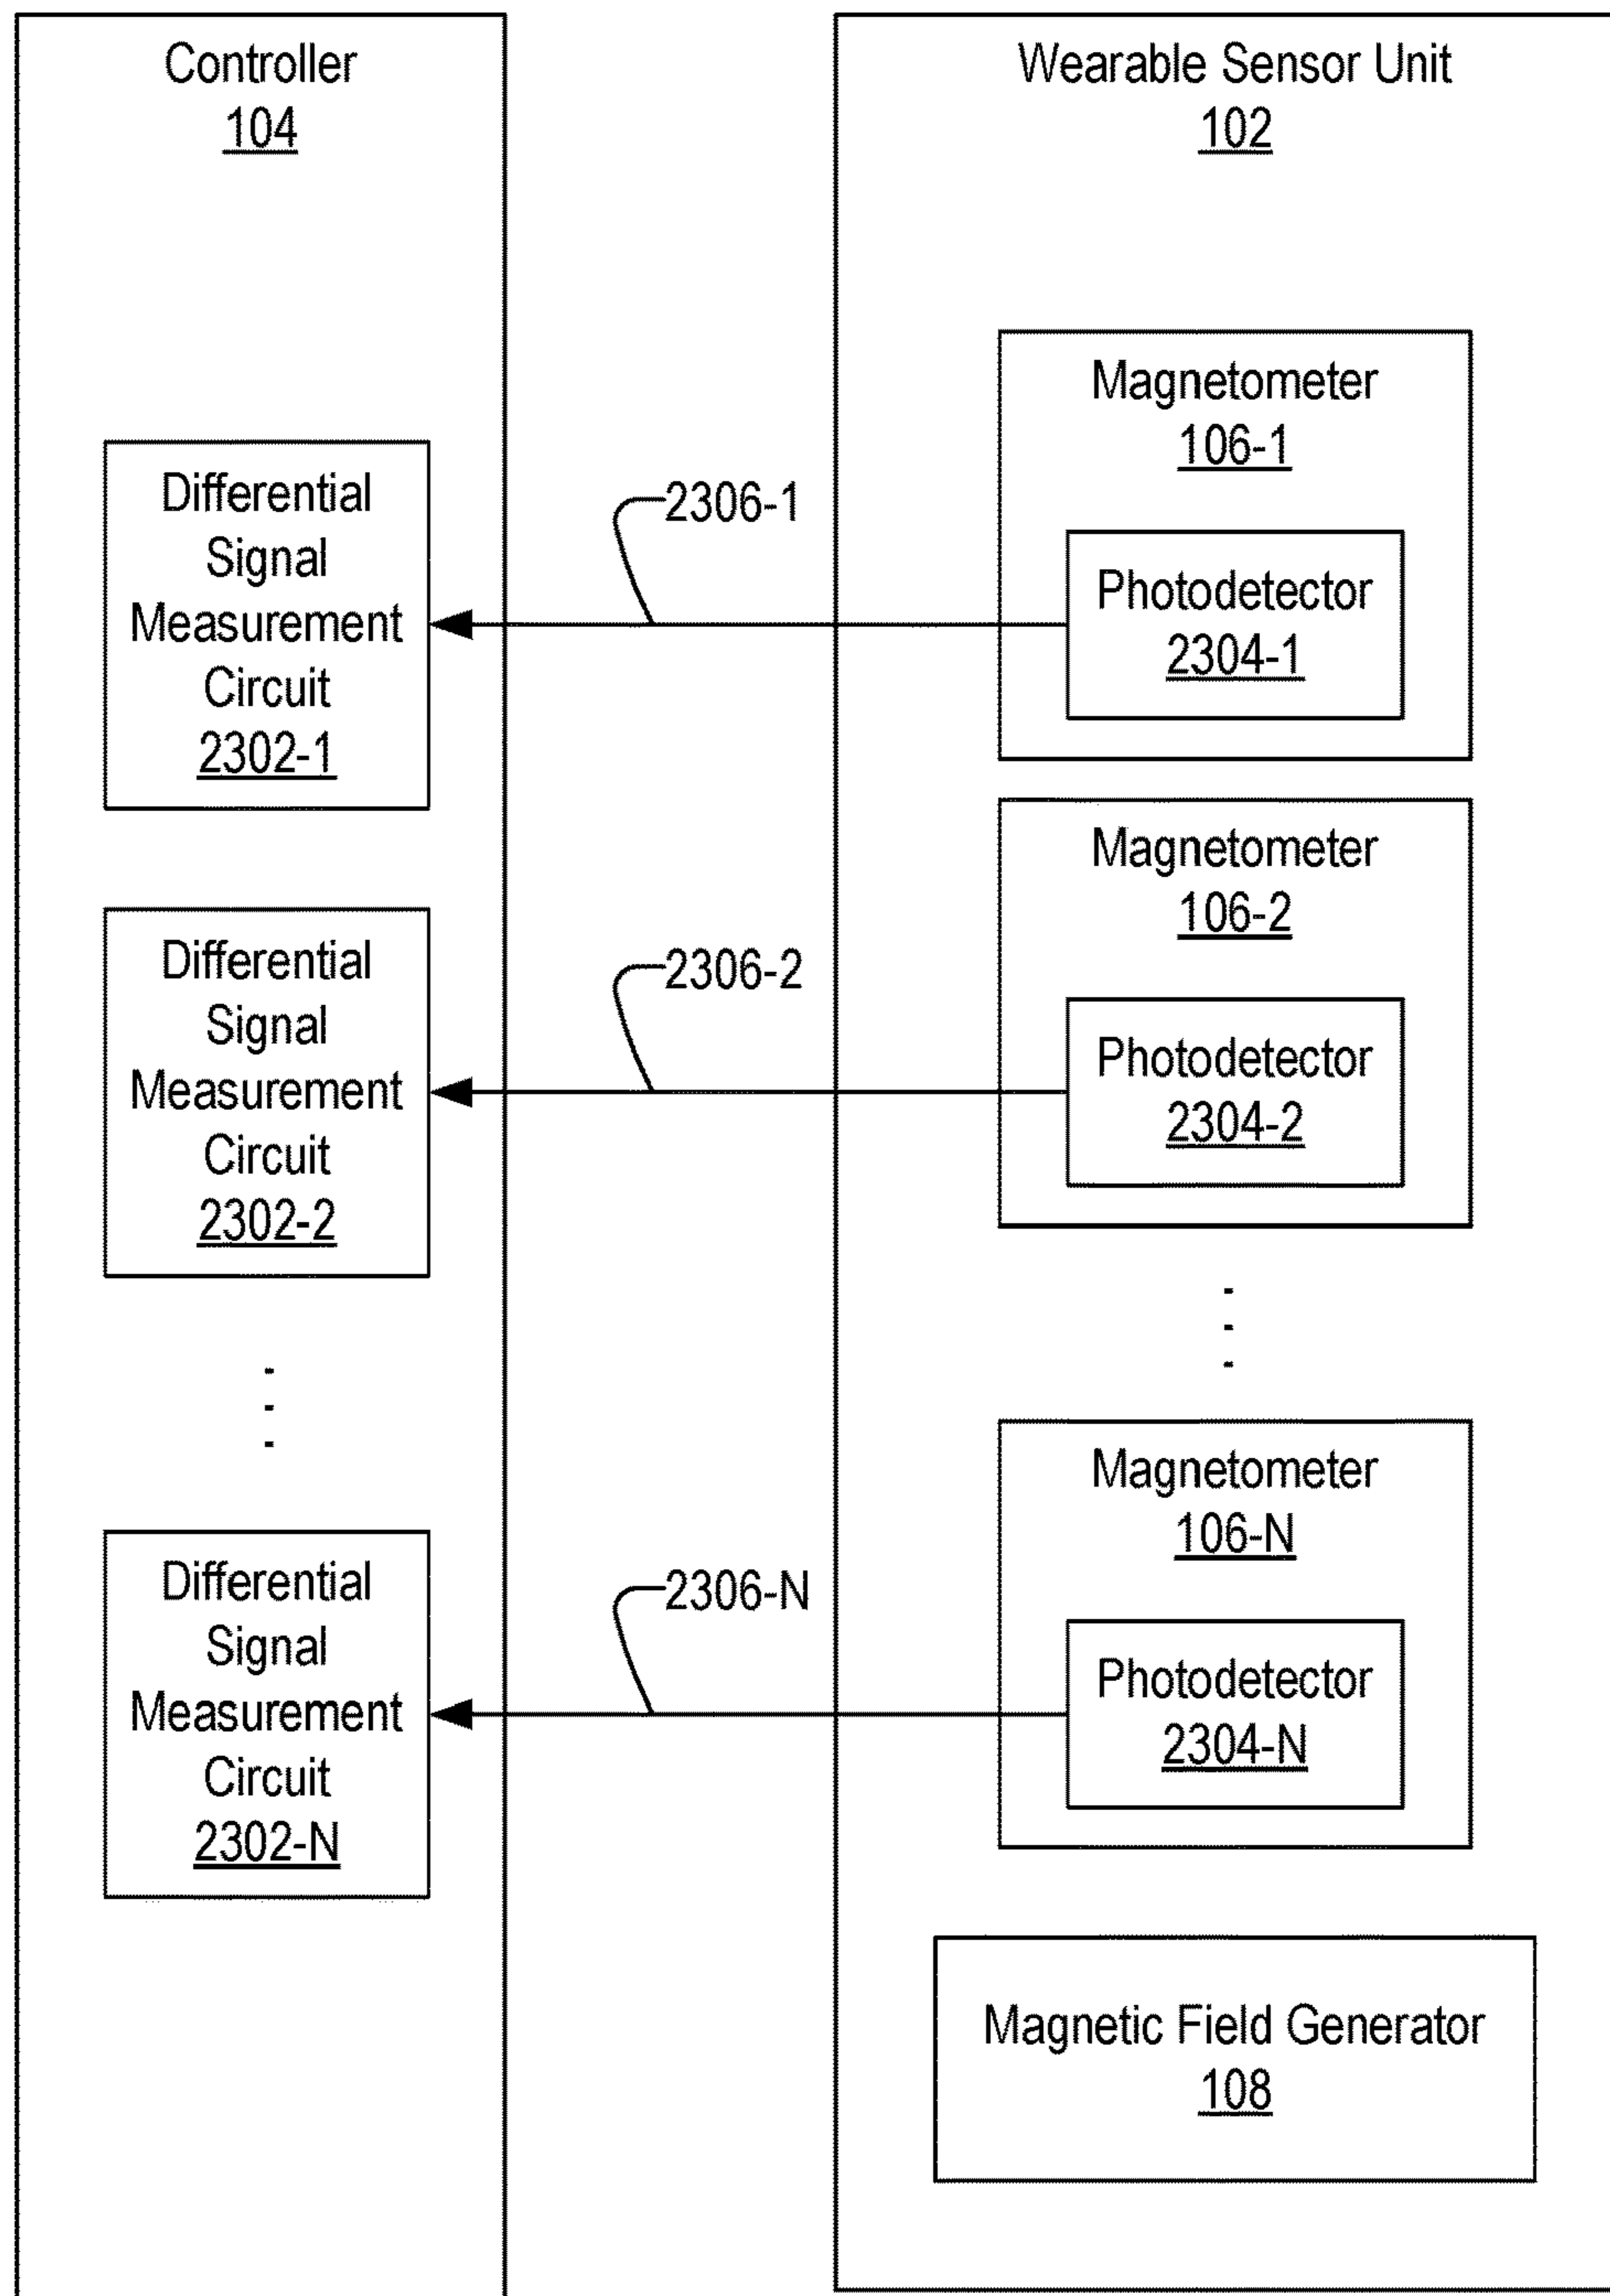 Controller
104
Differential
Signal
Measurement
Circuit
2302-1
Differential
Signal
Measurement
Circuit
2302-2
Differential
Signal
Measurement
Circuit
2302-N
2306-1
2306-2
2306-N
Wearable Sensor Unit
102
Magnetometer
106-1
Photodetector
2304-1
Magnetometer
106-2
Photodetector
2304-2
Magnetometer
106-N
Photodetector
2304-N
Magnetic Field Generator
108